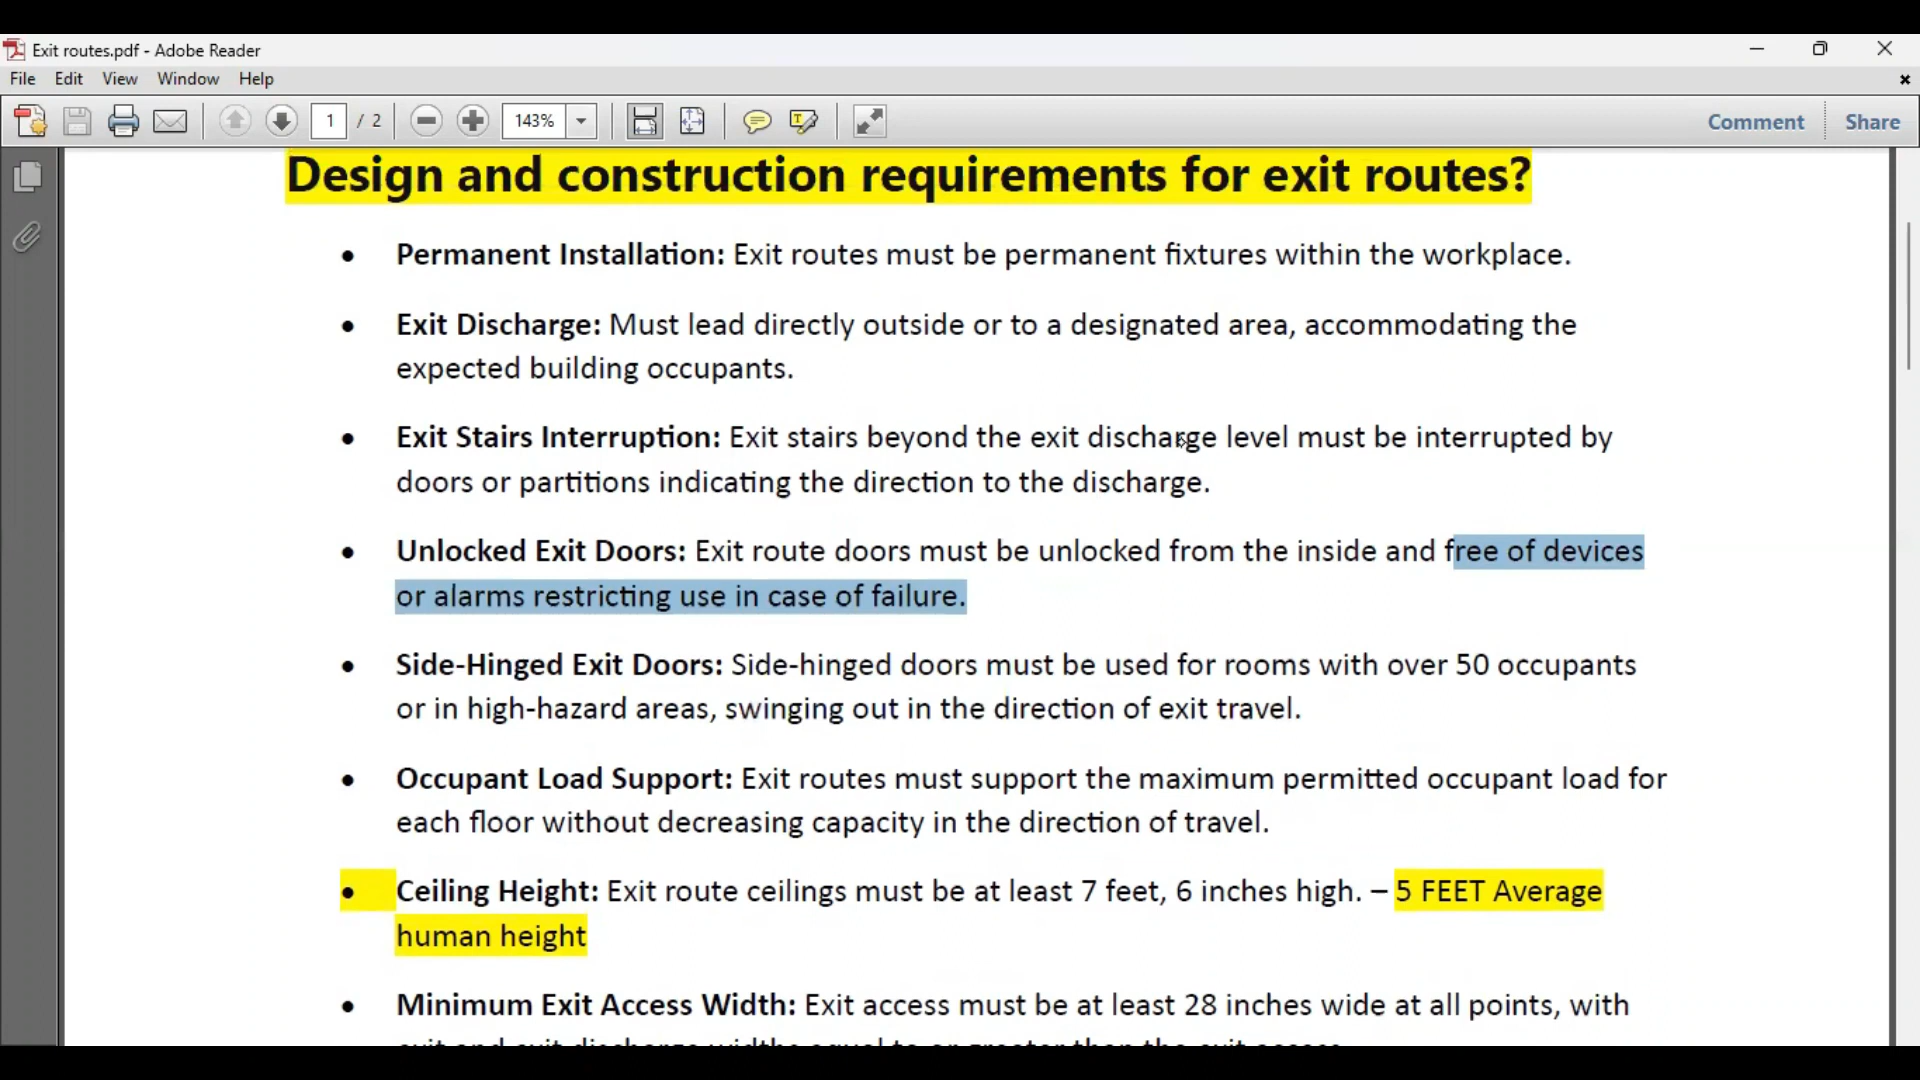 Exit routes.pdf - Adobe Reader
File Edit View Window Help
1 / 2 143% Comment Share
Design and construction requirements for exit routes?
• Permanent Installation: Exit routes must be permanent fixtures within the workplace.
• Exit Discharge: Must lead directly outside or to a designated area, accommodating the
expected building occupants.
• Exit Stairs Interruption: Exit stairs beyond the exit discharge level must be interrupted by
doors or partitions indicating the direction to the discharge.
• Unlocked Exit Doors: Exit route doors must be unlocked from the inside and free of devices
or alarms restricting use in case of failure.
• Side-Hinged Exit Doors: Side-hinged doors must be used for rooms with over 50 occupants
or in high-hazard areas, swinging out in the direction of exit travel.
• Occupant Load Support: Exit routes must support the maximum permitted occupant load for
each floor without decreasing capacity in the direction of travel.
• Ceiling Height: Exit route ceilings must be at least 7 feet, 6 inches high. – 5 FEET Average
human height
• Minimum Exit Access Width: Exit access must be at least 28 inches wide at all points, with